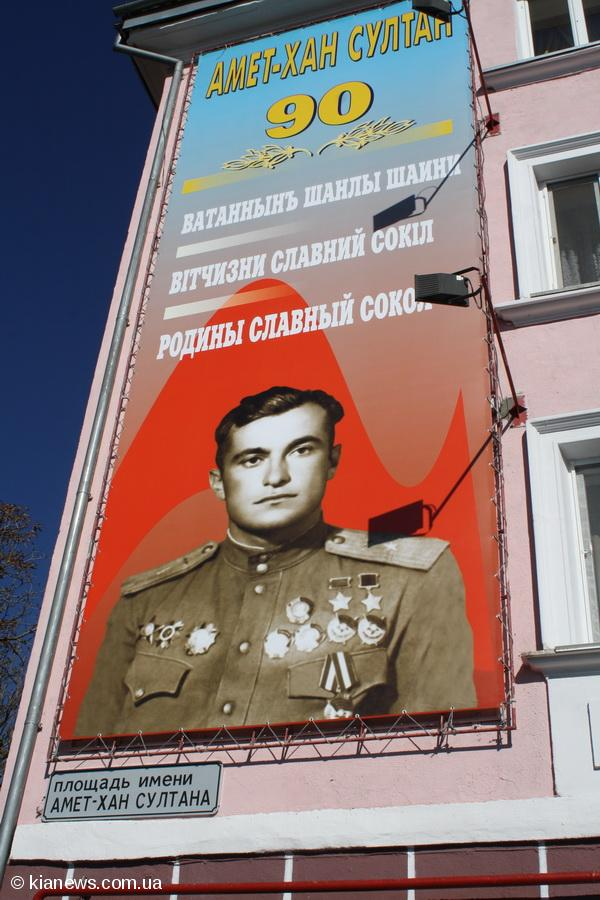 АМЕТ-ХАН СУЛТАН
90
ВАТАННЫНЪ ШАНЛЫ ШАИНИ
ВІТЧИЗНИ СЛАВНИЙ СОКІЛ
РОДИНЫ СЛАВНЫЙ СОКОЛ
площадь имени
АМЕТ-ХАН СУЛТАНА
© kianews.com.ua